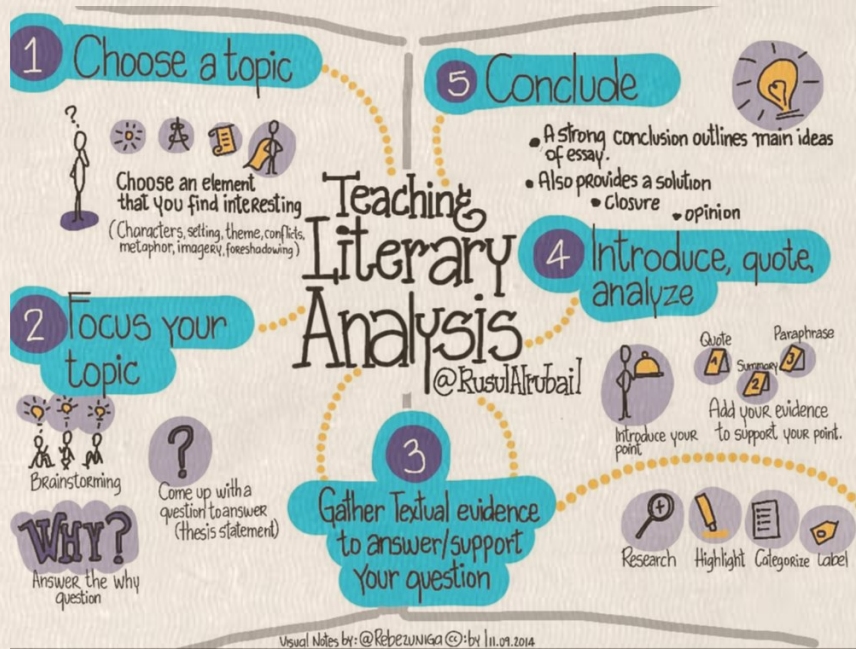 Teaching
Literary
Analysis
@RusulAlrubail
1 Choose a topic
?
Choose an element
that you find interesting
(Characters, setting, theme, conflicts,
metaphor, imagery, foreshadowing)
2 Focus your
topic
Brainstorming
?
Come up with a
question to answer
(thesis statement)
WHY?
Answer the why
question
3
Gather Textual evidence
to answer/support
your question
Research
Highlight
Categorize
Label
4 Introduce, quote,
analyze
Introduce your
point
Quote
1
Summary
2
Paraphrase
3
Add your evidence
to support your point.
5 Conclude
• A strong conclusion outlines main ideas
of essay.
• Also provides a solution
• closure
• opinion
Visual Notes by: @Rebezuniga cc:by 11.09.2014